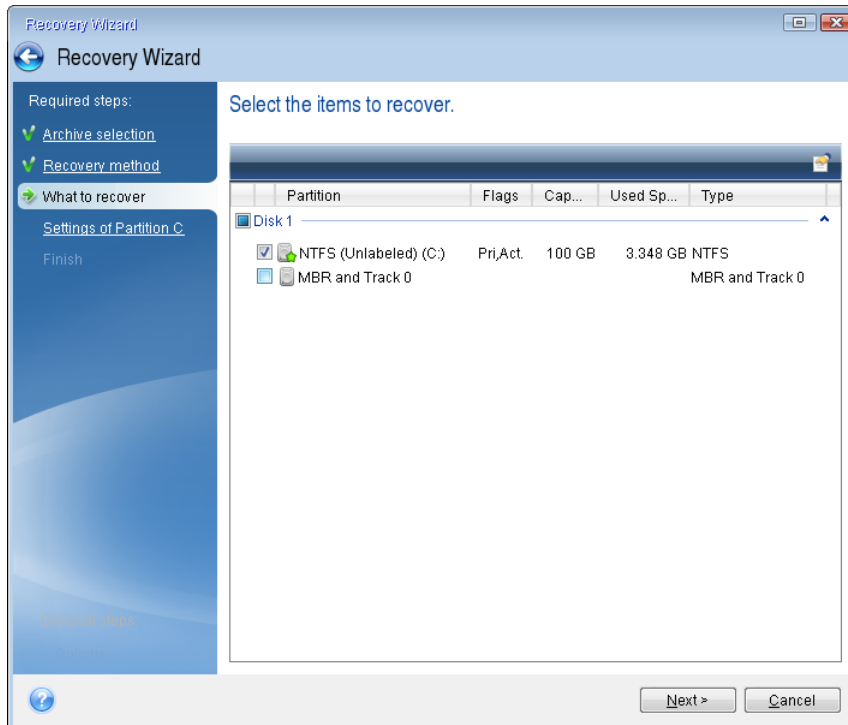 Recovery Wizard
Recovery Wizard
Required steps:
Archive selection
Recovery method
What to recover
Settings of Partition C
Finish
Select the items to recover.
Partition Flags Cap... Used Sp... Type
Disk 1
NTFS (Unlabeled) (C:) Pri,Act. 100 GB 3.348 GB NTFS
MBR and Track 0 MBR and Track 0
Next >
Cancel